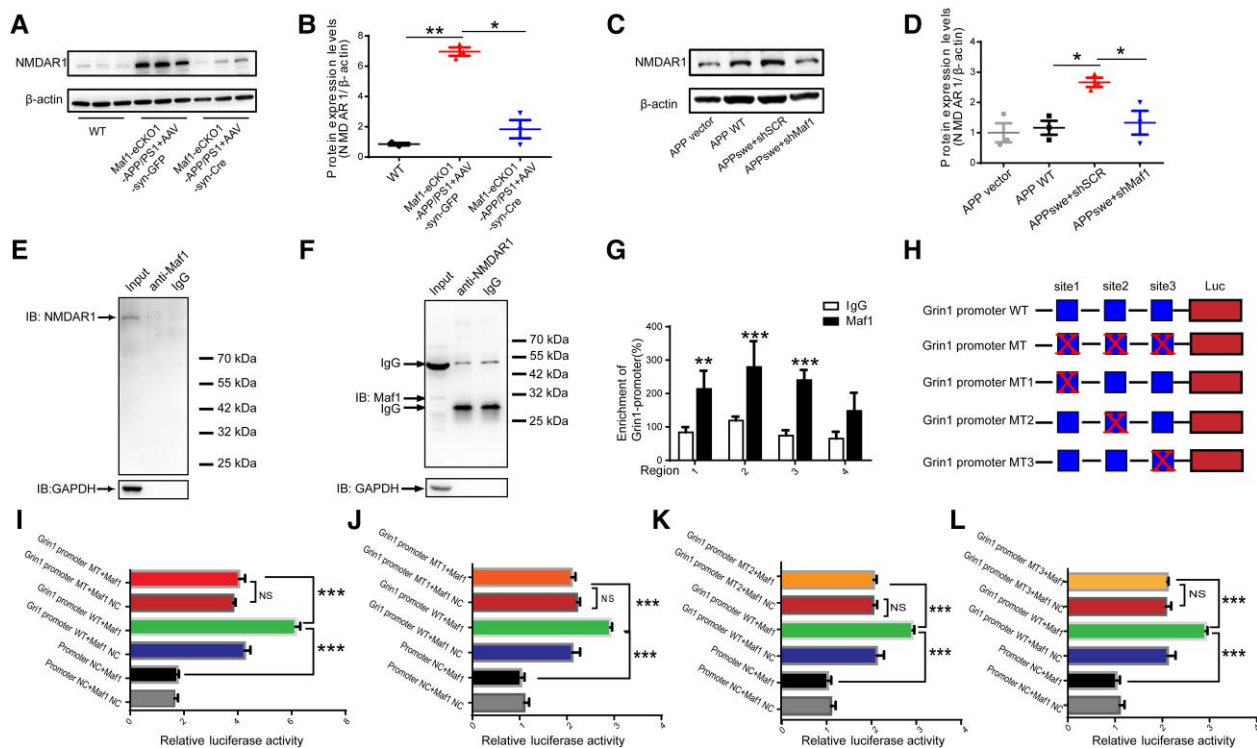 A
NMDAR1
β-actin
WT
Maf1-eCKO1
-APP/PS1+AAV
-syn-GFP
Maf1-eCKO1
-APP/PS1+AAV
-syn-Cre
B
Protein expression levels
(NMDAR1/β-actin)
8
6
4
2
0
**
*
WT
Maf1-eCKO1
-APP/PS1+AAV
-syn-GFP
Maf1-eCKO1
-APP/PS1+AAV
-syn-Cre
C
NMDAR1
β-actin
APP vector
APP WT
APPswe+shSCR
APPswe+shMaf1
D
Protein expression levels
(NMDAR1/β-actin)
4
3
2
1
0
*
*
APP vector
APP WT
APPswe+shSCR
APPswe+shMaf1
E
Input
anti-Maf1
IgG
IB: NMDAR1
70 kDa
55 kDa
42 kDa
32 kDa
25 kDa
IB:GAPDH
F
Input
anti-NMDAR1
IgG
IgG
IB: Maf1
IgG
70 kDa
55 kDa
42 kDa
32 kDa
25 kDa
IB: GAPDH
G
IgG
Maf1
Enrichment of
Grin1-promoter(%)
400
300
200
100
0
**
***
***
Region
1
2
3
4
H
site1 site2 site3 Luc
Grin1 promoter WT
Grin1 promoter MT
Grin1 promoter MT1
Grin1 promoter MT2
Grin1 promoter MT3
I
Grin1 promoter MT+Maf1
Grin1 promoter MT+Maf1 NC
Grin1 promoter WT+Maf1
Gri1 promoter WT+Maf1 NC
Promoter NC+Maf1
Promoter NC+Maf1 NC
NS
***
***
0 2 4 6 8
Relative luciferase activity
J
Grin1 promoter MT1+Maf1
Grin1 promoter MT1+Maf1 NC
Grin1 promoter WT+Maf1
Gri1 promoter WT+Maf1 NC
Promoter NC+Maf1
Promoter NC+Maf1 NC
NS
***
***
0 1 2 3 4
Relative luciferase activity
K
Grin1 promoter MT2+Maf1
Grin1 promoter MT2+Maf1 NC
Grin1 promoter WT+Maf1
Gri1 promoter WT+Maf1 NC
Promoter NC+Maf1
Promoter NC+Maf1 NC
NS
***
***
0 1 2 3 4
Relative luciferase activity
L
Grin1 promoter MT3+Maf1
Grin1 promoter MT3+Maf1 NC
Grin1 promoter WT+Maf1
Gri1 promoter WT+Maf1 NC
Promoter NC+Maf1
Promoter NC+Maf1 NC
NS
***
***
0 1 2 3 4
Relative luciferase activity